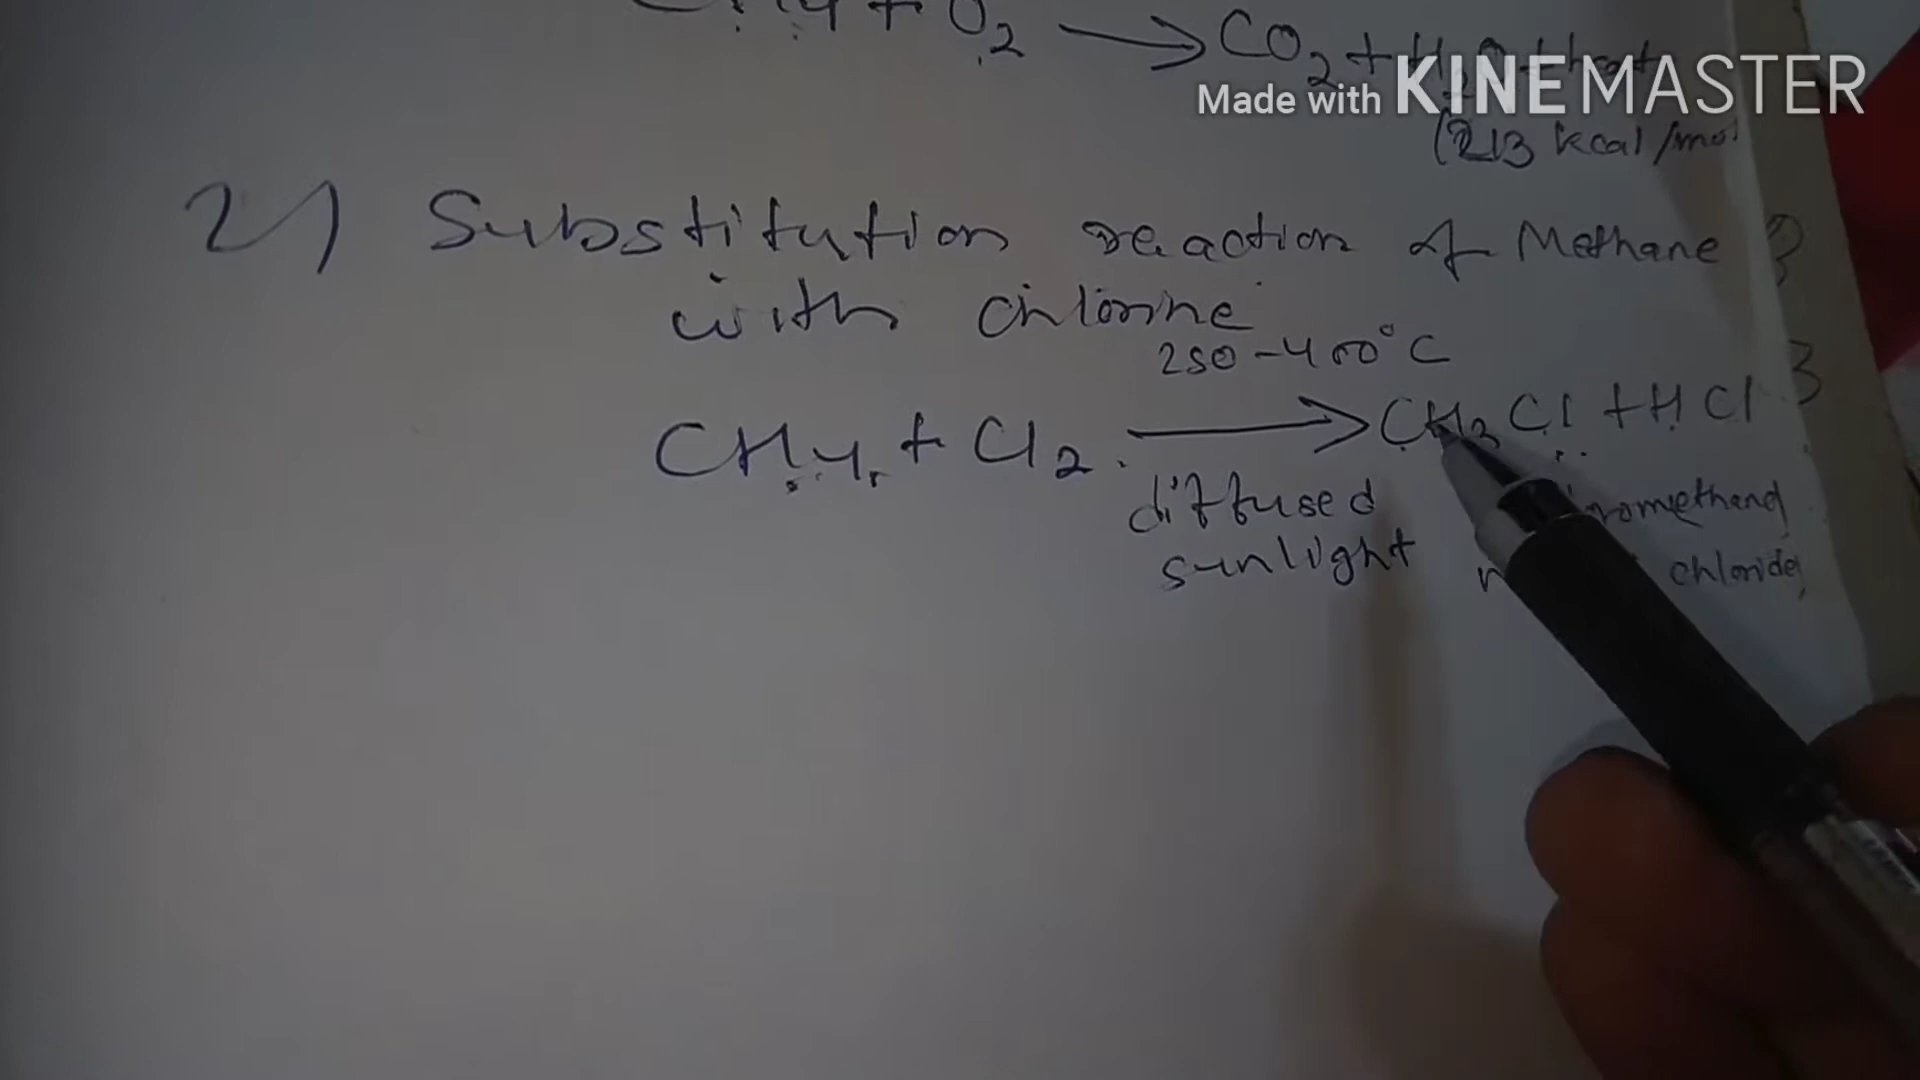 + O2 → CO2 + H2O + heat
Made with KINEMASTER
(213 kcal/mol
2) Substitution reaction of Methane
with chlorine
250-400°C
CH4 + Cl2 → CH3Cl + HCl
diffused
sunlight
chloride